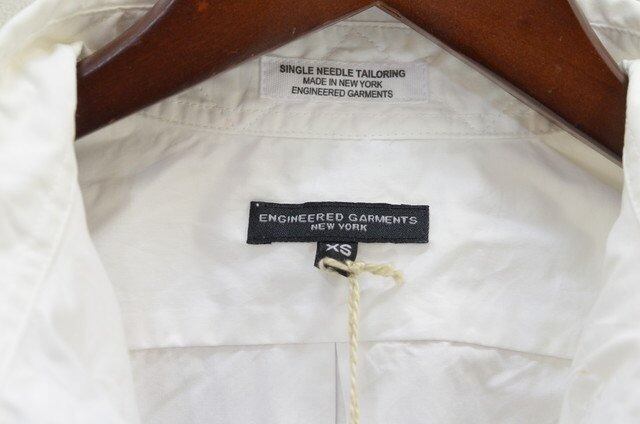 SINGLE NEEDLE TAILORING
MADE IN NEW YORK
ENGINEERED GARMENTS
ENGINEERED GARMENTS
NEW YORK
XS